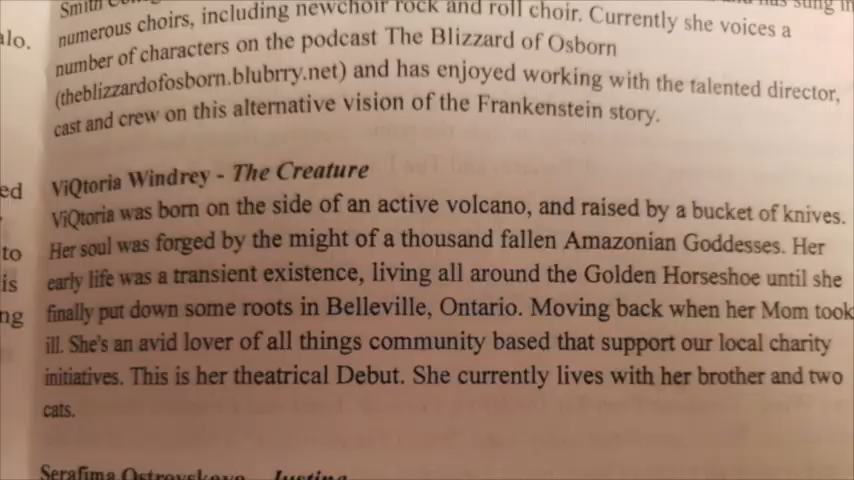 Smith
numerous choirs, including newchoir rock and roll choir. Currently she voices a
number of characters on the podcast The Blizzard of Osborn
(theblizzardofosborn.blubrry.net) and has enjoyed working with the talented director,
cast and crew on this alternative vision of the Frankenstein story.
ViQtoria Windrey - The Creature
ViQtoria was born on the side of an active volcano, and raised by a bucket of knives.
Her soul was forged by the might of a thousand fallen Amazonian Goddesses. Her
early life was a transient existence, living all around the Golden Horseshoe until she
finally put down some roots in Belleville, Ontario. Moving back when her Mom took
ill. She's an avid lover of all things community based that support our local charity
initiatives. This is her theatrical Debut. She currently lives with her brother and two
cats.
Serafima